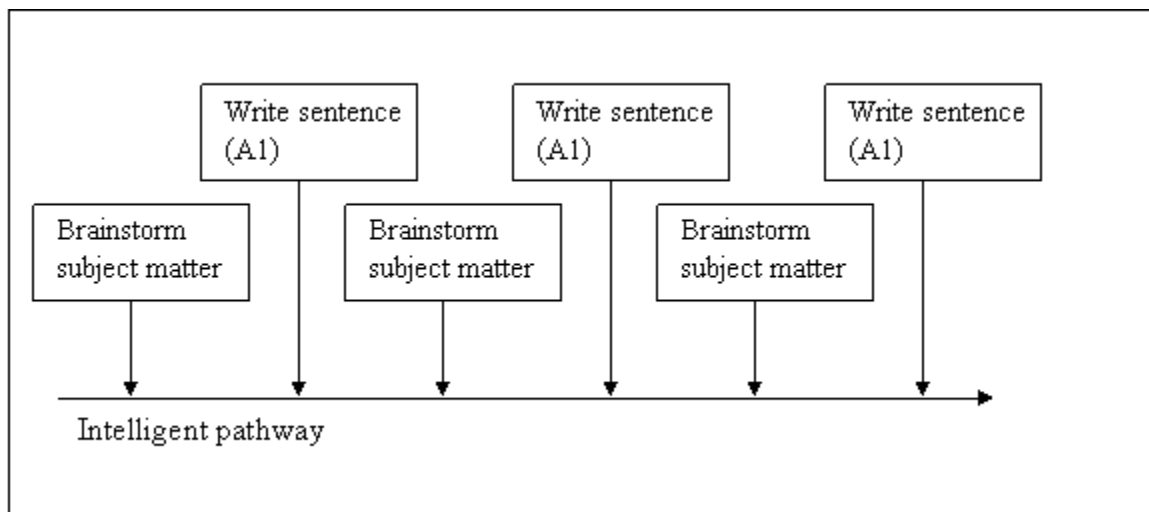 Write sentence
(A1)
Write sentence
(A1)
Write sentence
(A1)
Brainstorm
subject matter
Brainstorm
subject matter
Brainstorm
subject matter
Intelligent pathway